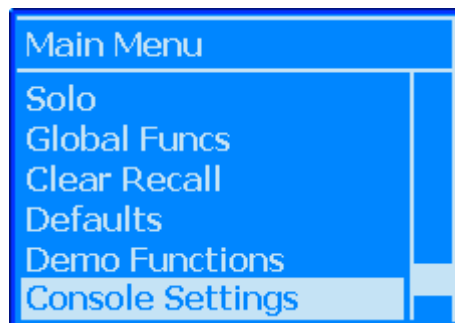 Main Menu
Solo
Global Funcs
Clear Recall
Defaults
Demo Functions
Console Settings